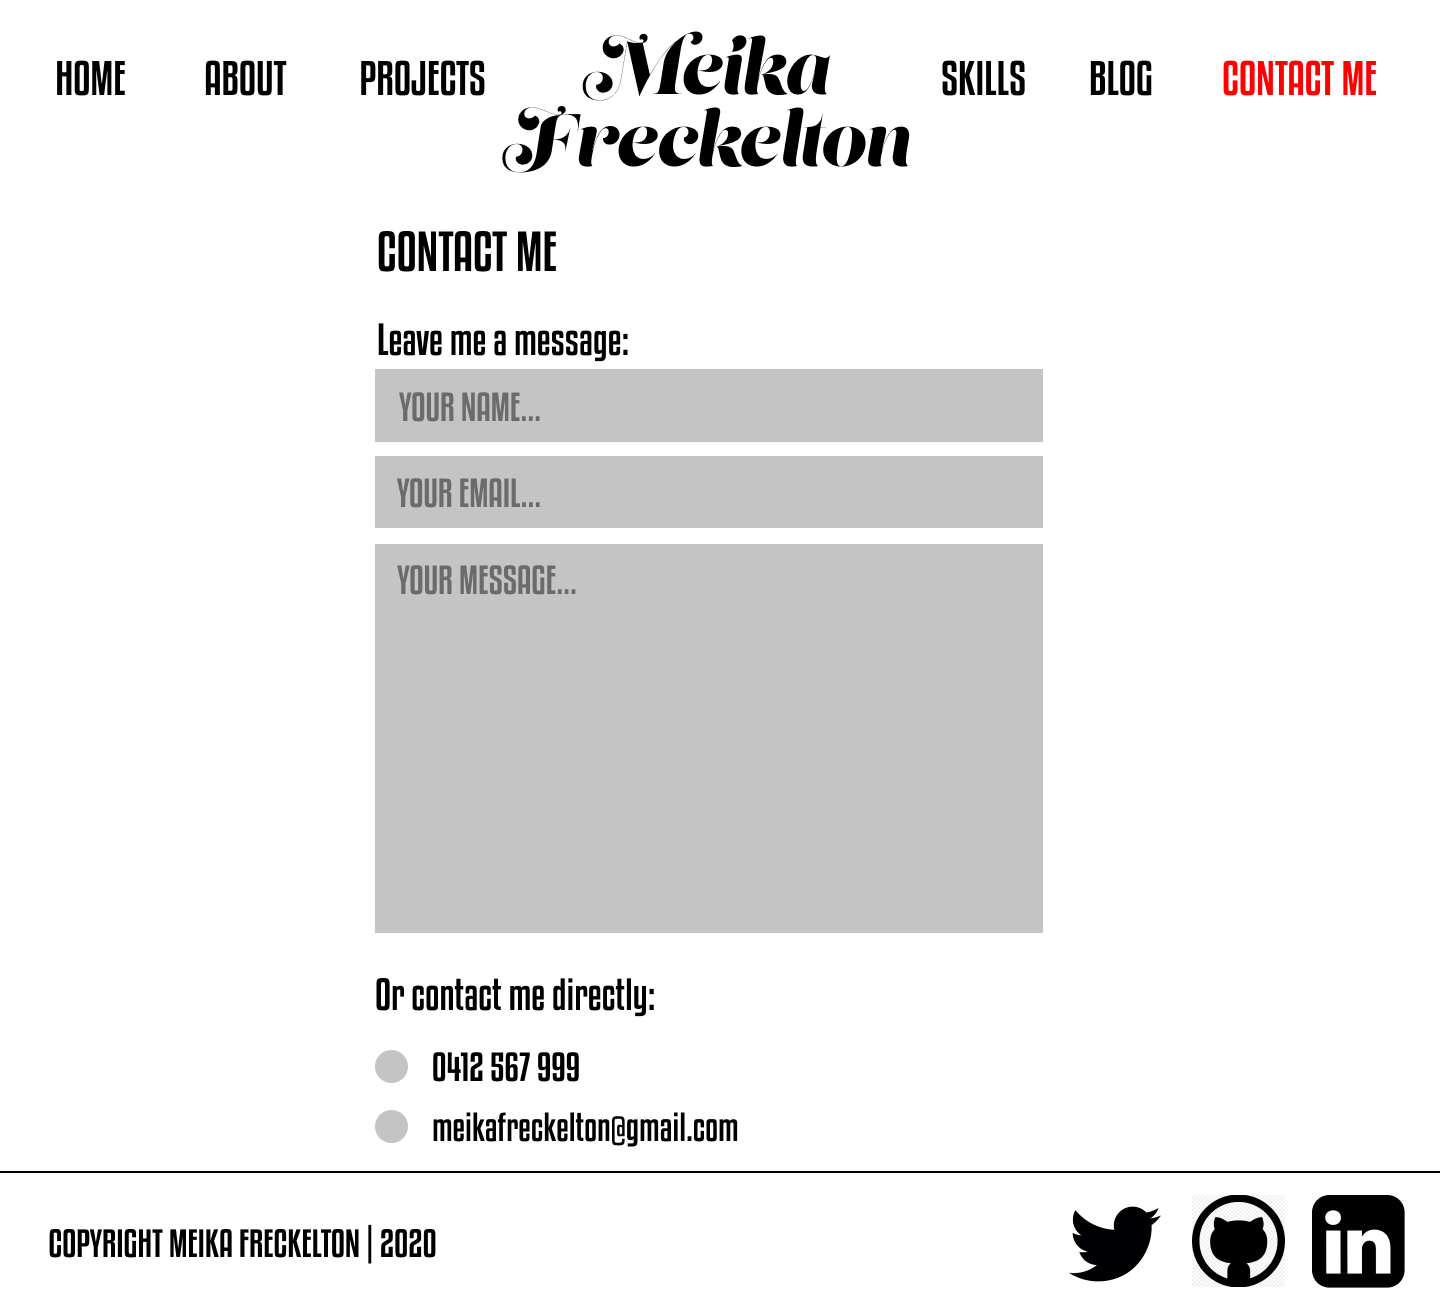 HOME ABOUT PROJECTS Meika SKILLS BLOG CONTACT ME
Freckelton
CONTACT ME
Leave me a message:
YOUR NAME...
YOUR EMAIL...
YOUR MESSAGE...
Or contact me directly:
0412 567 999
meikafreckelton@gmail.com
COPYRIGHT MEIKA FRECKELTON | 2020
in